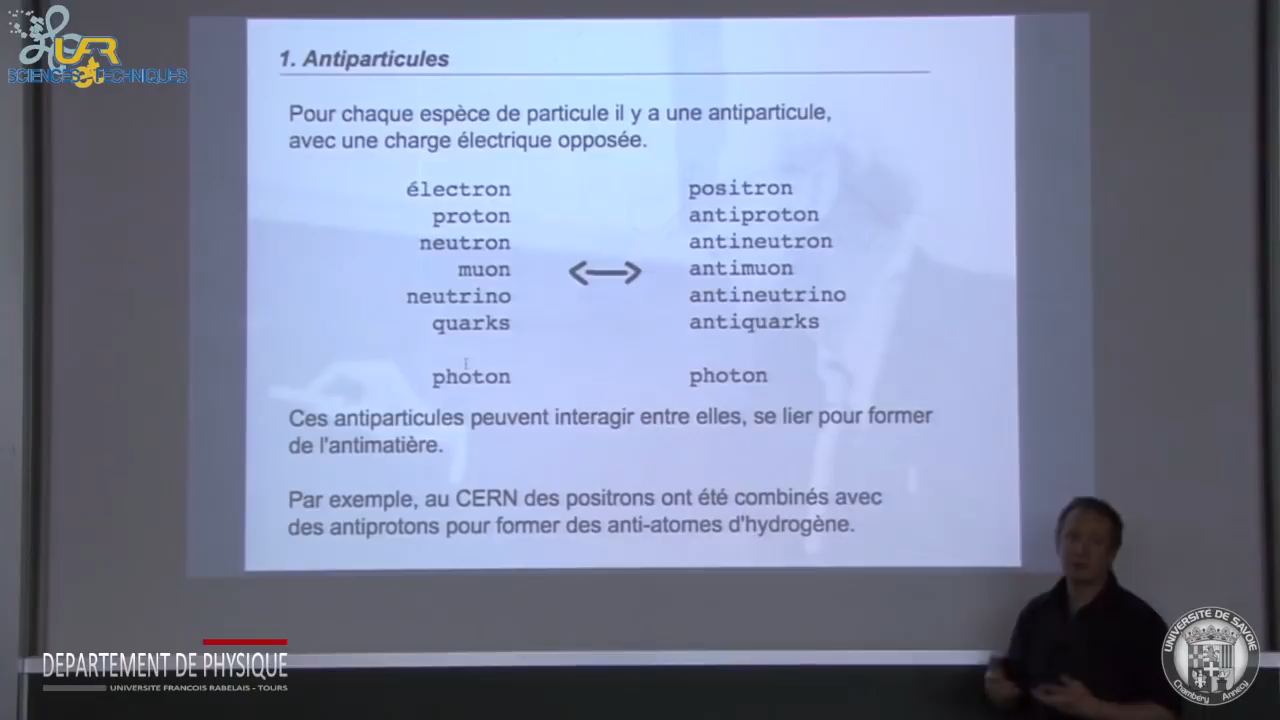 UFR
SCIENCES & TECHNIQUES
1. Antiparticules
Pour chaque espèce de particule il y a une antiparticule,
avec une charge électrique opposée.
électron positron
proton antiproton
neutron antineutron
muon antimuon
neutrino antineutrino
quarks antiquarks
photon photon
Ces antiparticules peuvent interagir entre elles, se lier pour former
de l'antimatière.
Par exemple, au CERN des positrons ont été combinés avec
des antiprotons pour former des anti-atomes d'hydrogène.
DEPARTEMENT DE PHYSIQUE
UNIVERSITE FRANCOIS RABELAIS - TOURS
UNIVERSITE DE SAVOIE
Chambéry Annecy